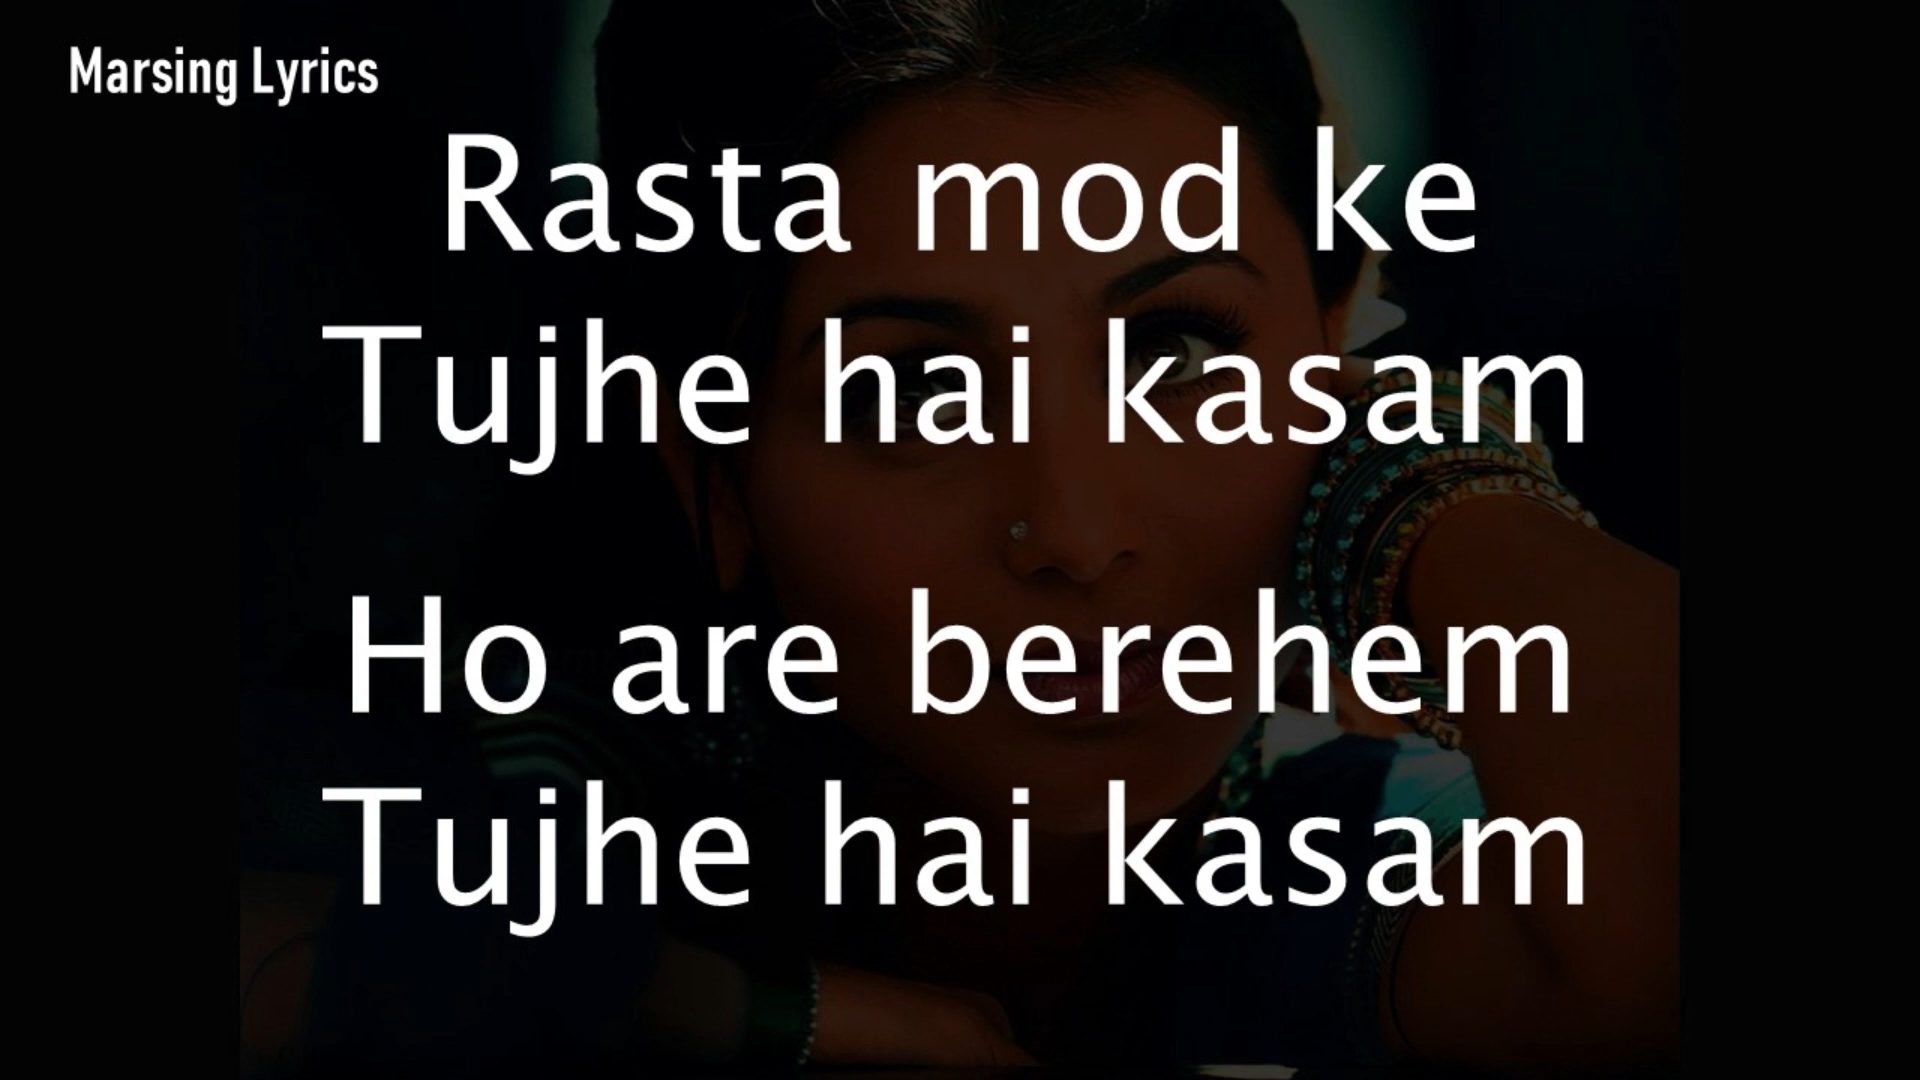 Marsing Lyrics
Rasta mod ke
Tujhe hai kasam
Ho are berehem
Tujhe hai kasam